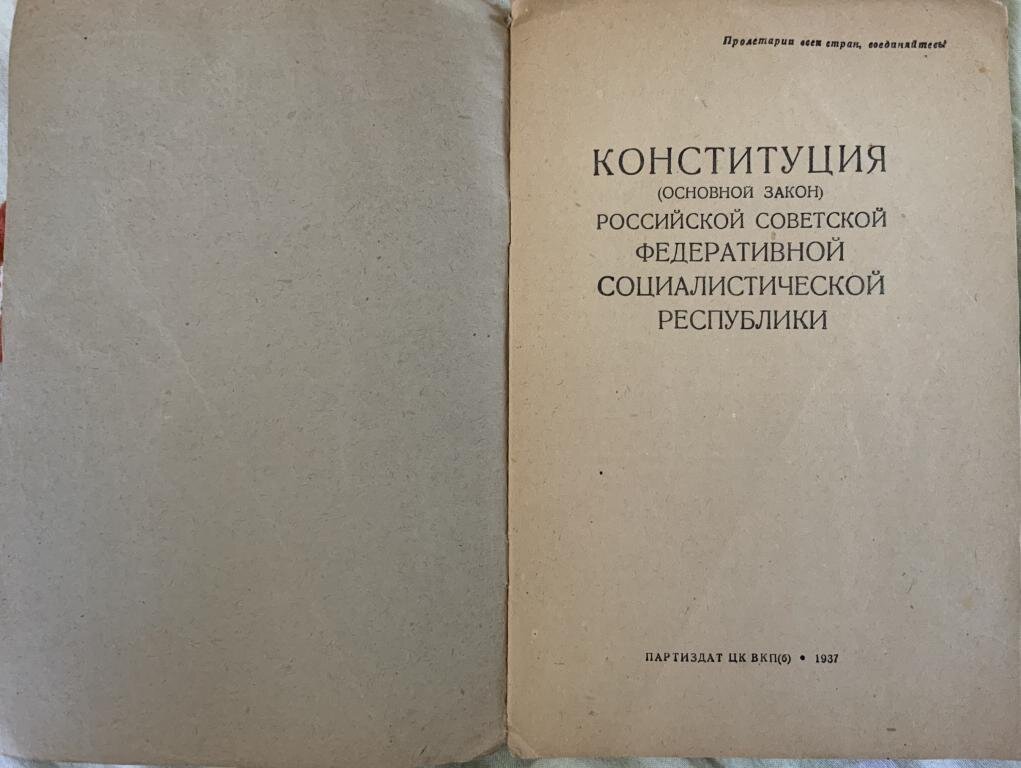 Пролетарии всех стран, соединяйтесь!
КОНСТИТУЦИЯ
(ОСНОВНОЙ ЗАКОН)
РОССИЙСКОЙ СОВЕТСКОЙ
ФЕДЕРАТИВНОЙ
СОЦИАЛИСТИЧЕСКОЙ
РЕСПУБЛИКИ
ПАРТИЗДАТ ЦК ВКП(б) • 1937